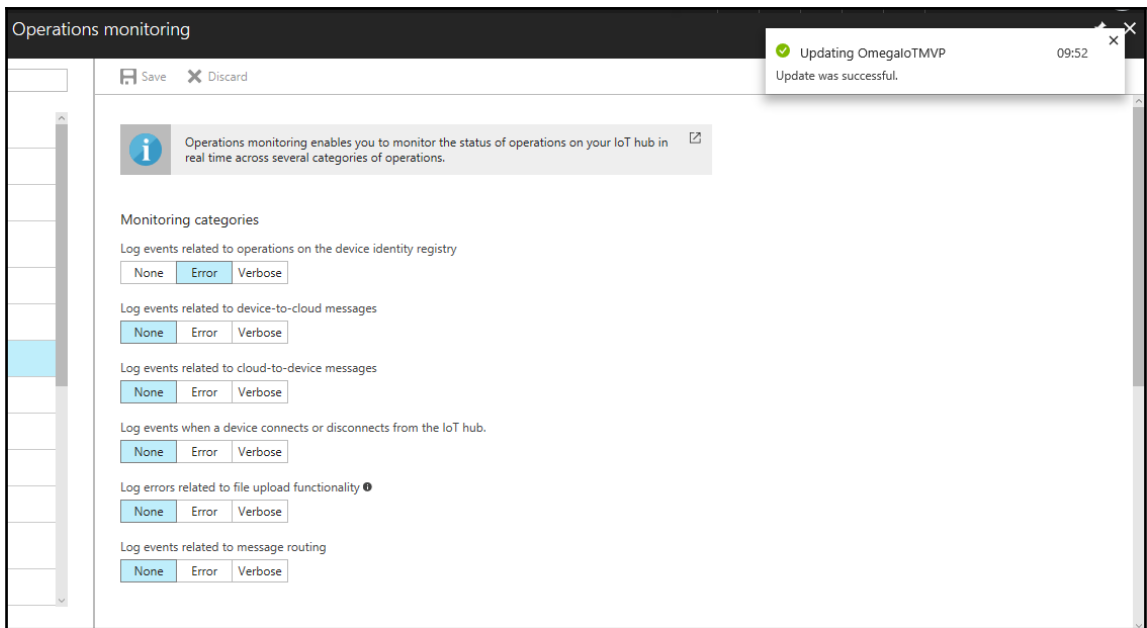 Operations monitoring
Updating OmegaIoTMVP 09:52
Update was successful.
Save Discard
Operations monitoring enables you to monitor the status of operations on your IoT hub in
real time across several categories of operations.
Monitoring categories
Log events related to operations on the device identity registry
None Error Verbose
Log events related to device-to-cloud messages
None Error Verbose
Log events related to cloud-to-device messages
None Error Verbose
Log events when a device connects or disconnects from the IoT hub.
None Error Verbose
Log errors related to file upload functionality
None Error Verbose
Log events related to message routing
None Error Verbose